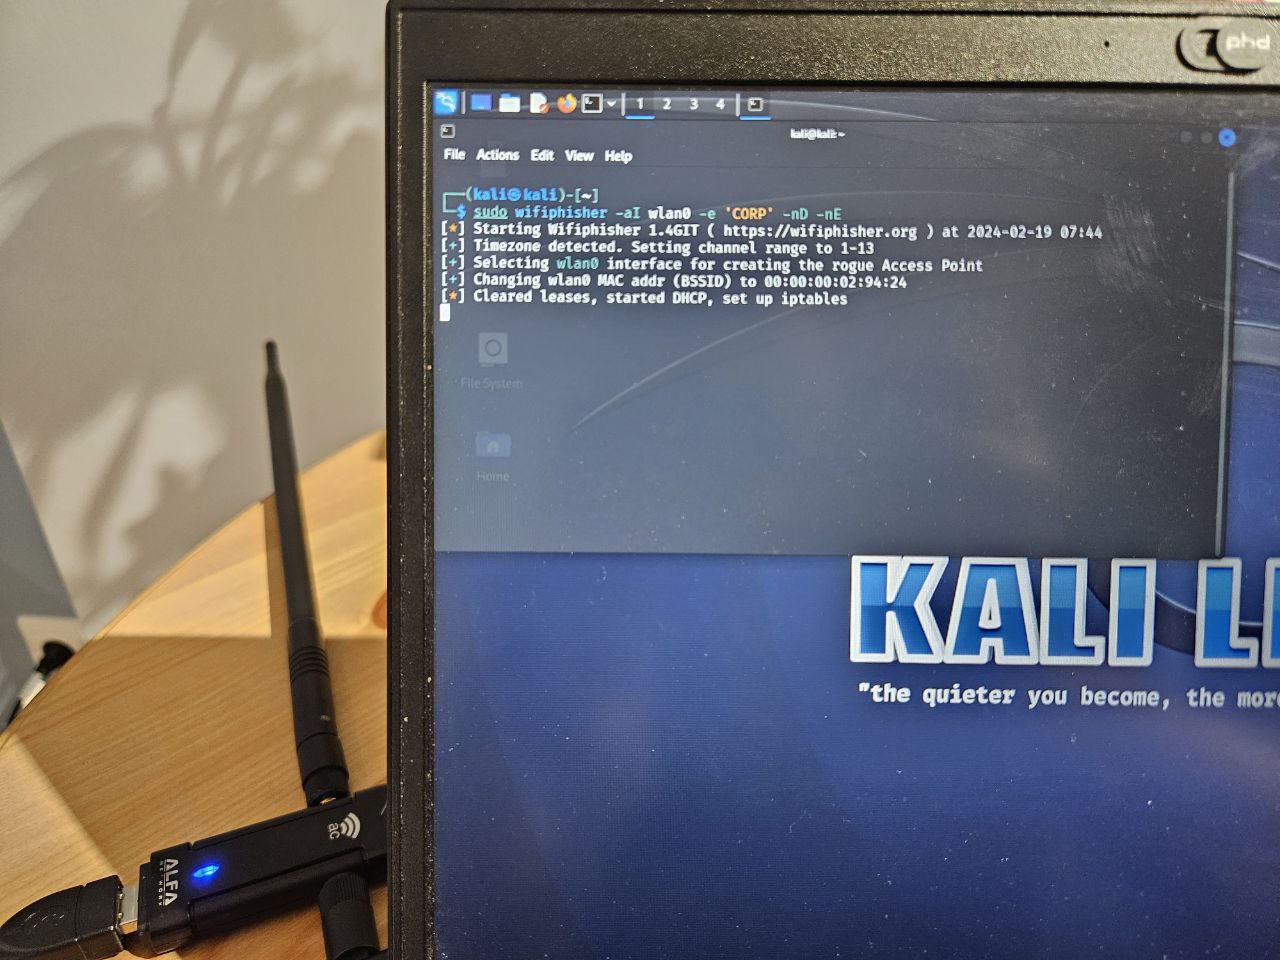 phd
1 2 3 4
kali@kali: ~
File Actions Edit View Help
(kali㉿kali)-[~]
$ sudo wifiphisher -aI wlan0 -e 'CORP' -nD -nE
[*] Starting Wifiphisher 1.4GIT ( https://wifiphisher.org ) at 2024-02-19 07:44
[+] Timezone detected. Setting channel range to 1-13
[+] Selecting wlan0 interface for creating the rogue Access Point
[+] Changing wlan0 MAC addr (BSSID) to 00:00:00:02:94:24
[*] Cleared leases, started DHCP, set up iptables
File System
Home
KALI LI
"the quieter you become, the more
ac
ALFA
NETWORK